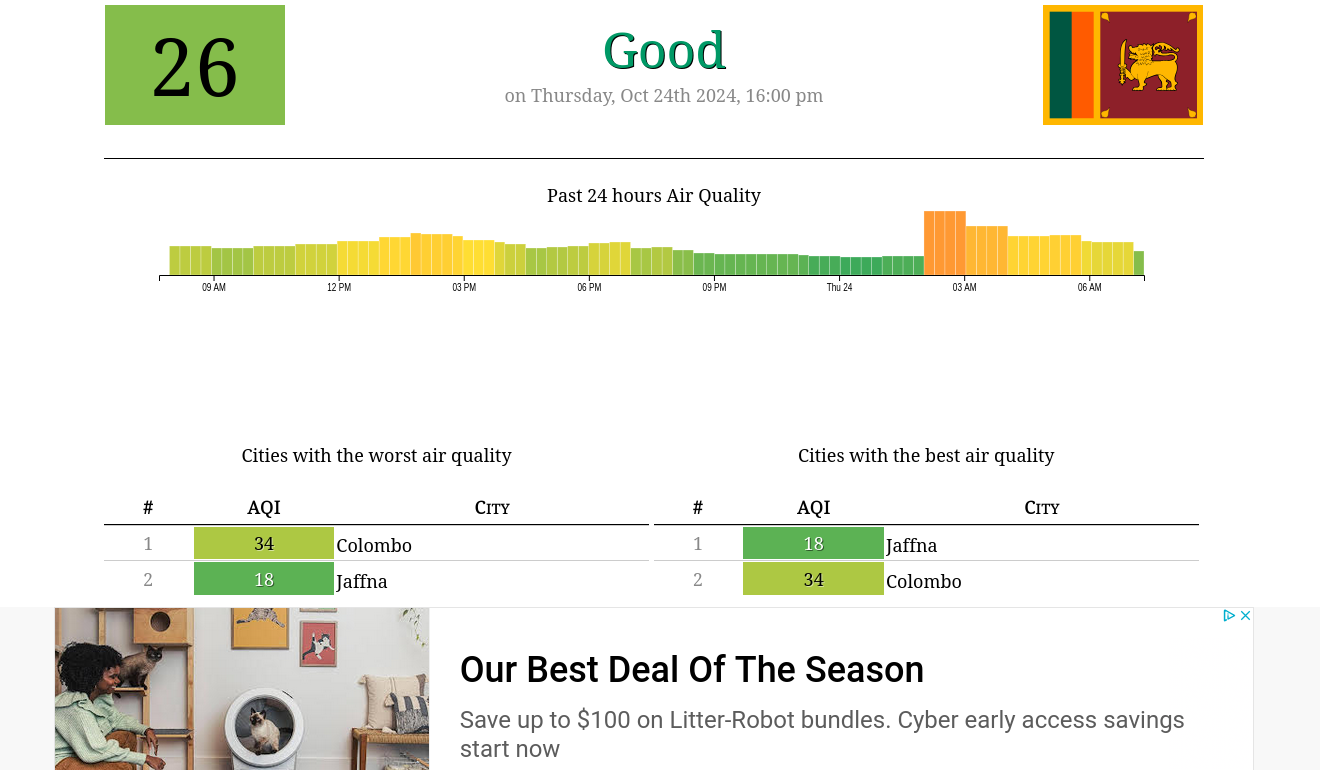 26
Good
on Thursday, Oct 24th 2024, 16:00 pm
Past 24 hours Air Quality
09 AM 12 PM 03 PM 06 PM 09 PM Thu 24 03 AM 06 AM
Cities with the worst air quality
# AQI City
1 34 Colombo
2 18 Jaffna
Cities with the best air quality
# AQI City
1 18 Jaffna
2 34 Colombo
Our Best Deal Of The Season
Save up to $100 on Litter-Robot bundles. Cyber early access savings
start now